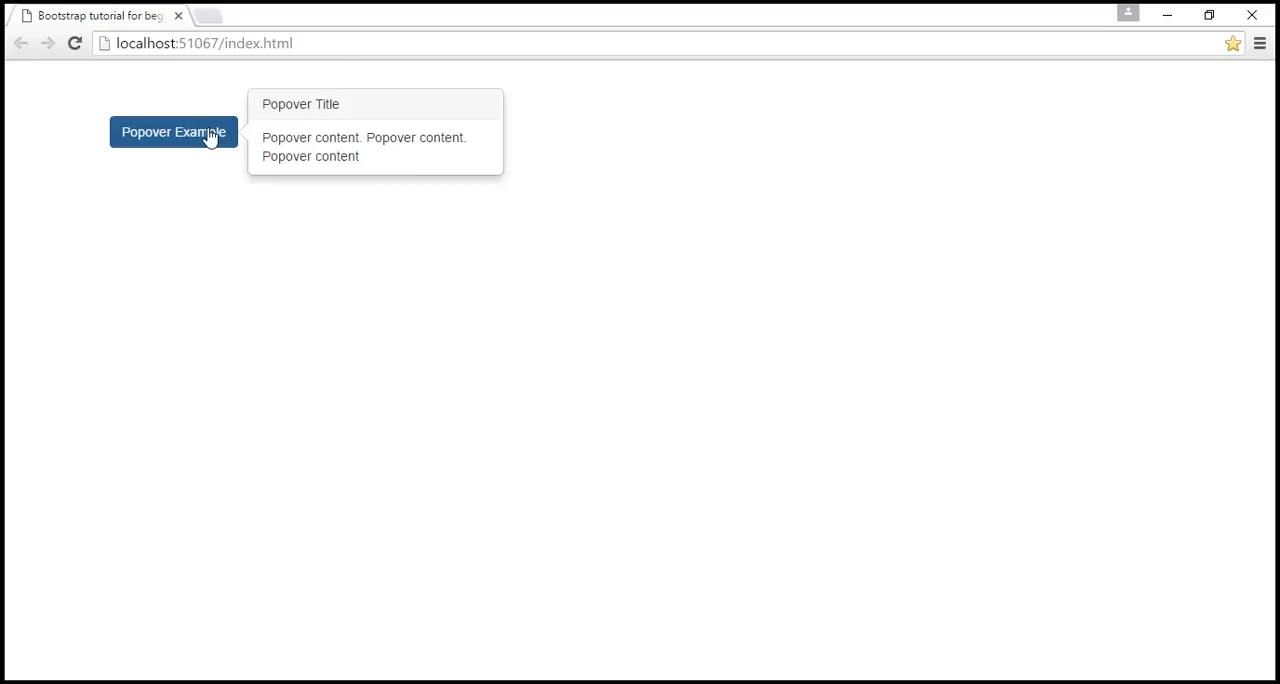 Bootstrap tutorial for beg
localhost:51067/index.html
Popover Title
Popover Example
Popover content. Popover content.
Popover content